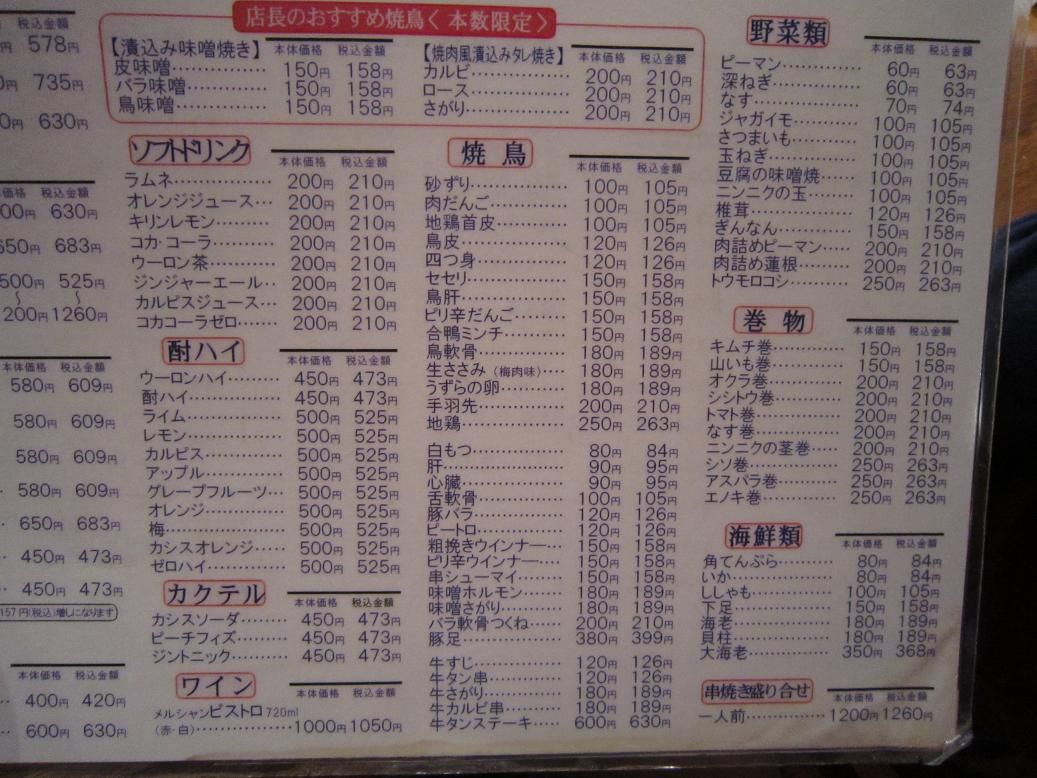 税込金額
578円
735円
630円
税込金額
00円 630円
650円 683円
500円 525円
〜 〜
1200円 1260円
本体価格 税込金額
580円 609円
580円 609円
580円 609円
580円 609円
650円 683円
450円 473円
450円 473円
157円(税込)増しになります
本体価格 税込金額
400円 420円
600円 630円
店長のおすすめ焼鳥〈本数限定〉
【漬込み味噌焼き】 本体価格 税込金額
皮味噌 150円 158円
バラ味噌 150円 158円
鳥味噌 150円 158円
【焼肉風漬込みタレ焼き】 本体価格 税込金額
カルビ 200円 210円
ロース 200円 210円
さがり 200円 210円
ソフトドリンク 本体価格 税込金額
ラムネ 200円 210円
オレンジジュース 200円 210円
キリンレモン 200円 210円
コカ・コーラ 200円 210円
ウーロン茶 200円 210円
ジンジャーエール 200円 210円
カルピスジュース 200円 210円
コカコーラゼロ 200円 210円
酎ハイ 本体価格 税込金額
ウーロンハイ 450円 473円
酎ハイ 450円 473円
ライム 500円 525円
レモン 500円 525円
カルピス 500円 525円
アップル 500円 525円
グレープフルーツ 500円 525円
オレンジ 500円 525円
梅 500円 525円
カシスオレンジ 500円 525円
ゼロハイ 500円 525円
カクテル 本体価格 税込金額
カシスソーダ 450円 473円
ピーチフィズ 450円 473円
ジントニック 450円 473円
ワイン 本体価格 税込金額
メルシャンビストロ 720ml
(赤・白) 1000円 1050円
焼鳥 本体価格 税込金額
砂ずり 100円 105円
肉だんご 100円 105円
地鶏首皮 100円 105円
鳥皮 120円 126円
四つ身 120円 126円
セセリ 150円 158円
鳥肝 150円 158円
ピリ辛だんご 150円 158円
合鴨ミンチ 150円 158円
鳥軟骨 180円 189円
生ささみ(梅肉味) 180円 189円
うずらの卵 180円 189円
手羽先 200円 210円
地鶏 250円 263円
白もつ 80円 84円
肝 90円 95円
心臓 90円 95円
舌軟骨 100円 105円
豚バラ 120円 126円
ピートロ 120円 126円
粗挽きウインナー 150円 158円
ピリ辛ウインナー 150円 158円
串シューマイ 150円 158円
味噌ホルモン 180円 189円
味噌さがり 180円 189円
バラ軟骨つくね 200円 210円
豚足 380円 399円
牛すじ 120円 126円
牛タン串 120円 126円
牛さがり 180円 189円
牛カルビ串 180円 189円
牛タンステーキ 600円 630円
野菜類 本体価格 税込金額
ピーマン 60円 63円
深ねぎ 60円 63円
なす 70円 74円
ジャガイモ 100円 105円
さつまいも 100円 105円
玉ねぎ 100円 105円
豆腐の味噌焼 100円 105円
ニンニクの玉 100円 105円
椎茸 120円 126円
ぎんなん 150円 158円
肉詰めピーマン 200円 210円
肉詰め蓮根 200円 210円
トウモロコシ 250円 263円
巻物 本体価格 税込金額
キムチ巻 150円 158円
山いも巻 150円 158円
オクラ巻 200円 210円
シシトウ巻 200円 210円
トマト巻 200円 210円
なす巻 200円 210円
ニンニクの茎巻 200円 210円
シソ巻 250円 263円
アスパラ巻 250円 263円
エノキ巻 250円 263円
海鮮類 本体価格 税込金額
角てんぷら 80円 84円
いか 80円 84円
ししゃも 100円 105円
下足 150円 158円
海老 180円 189円
貝柱 180円 189円
大海老 350円 368円
串焼き盛り合せ 本体価格 税込金額
一人前 1200円 1260円